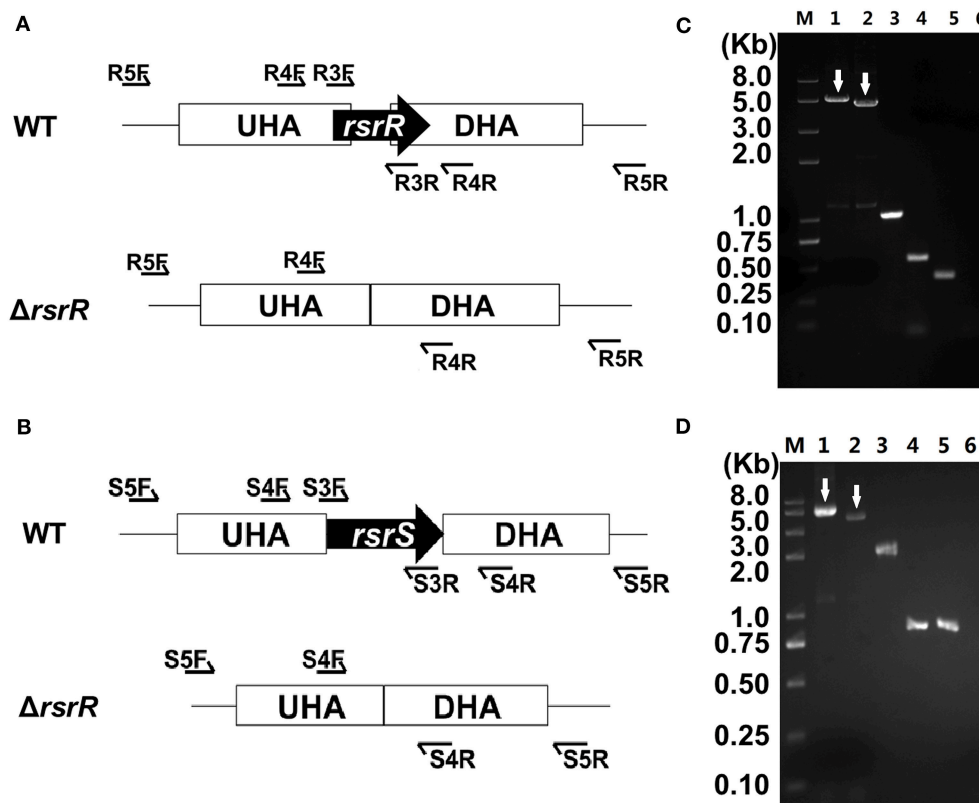 A
R5F R4F R3F
WT UHA rsrR DHA
R3R R4R R5R
R5F R4F
ΔrsrR UHA DHA
R4R R5R
B
S5F S4F S3F
WT UHA rsrS DHA
S3R S4R S5R
S5F S4F
ΔrsrR UHA DHA
S4R S5R
C
M 1 2 3 4 5 6
(Kb)
8.0
5.0
3.0
2.0
1.0
0.75
0.50
0.25
0.10
D
M 1 2 3 4 5 6
(Kb)
8.0
5.0
3.0
2.0
1.0
0.75
0.50
0.25
0.10